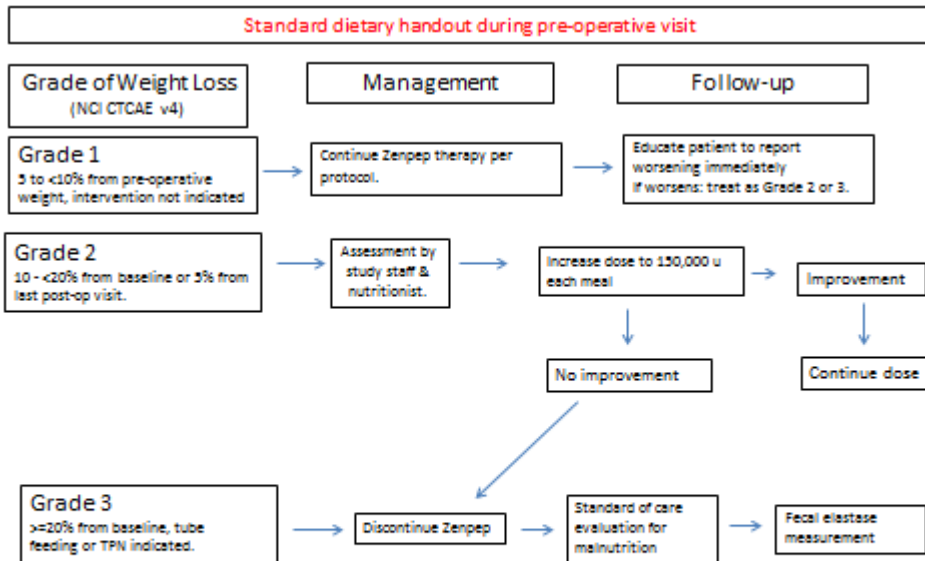 Standard dietary handout during pre-operative visit
Grade of Weight Loss
(NCI CTCAE v4)
Management
Follow-up
Grade 1
5 to <10% from pre-operative
weight, intervention not indicated
Continue Zenpep therapy per
protocol.
Educate patient to report
worsening immediately
If worsens: treat as Grade 2 or 3.
Grade 2
10 - <20% from baseline or 5% from
last post-op visit.
Assessment by
study staff &
nutritionist.
Increase dose to 150,000 u
each meal
Improvement
No improvement
Continue dose
Grade 3
>=20% from baseline, tube
feeding or TPN indicated.
Discontinue Zenpep
Standard of care
evaluation for
malnutrition
Fecal elastase
measurement